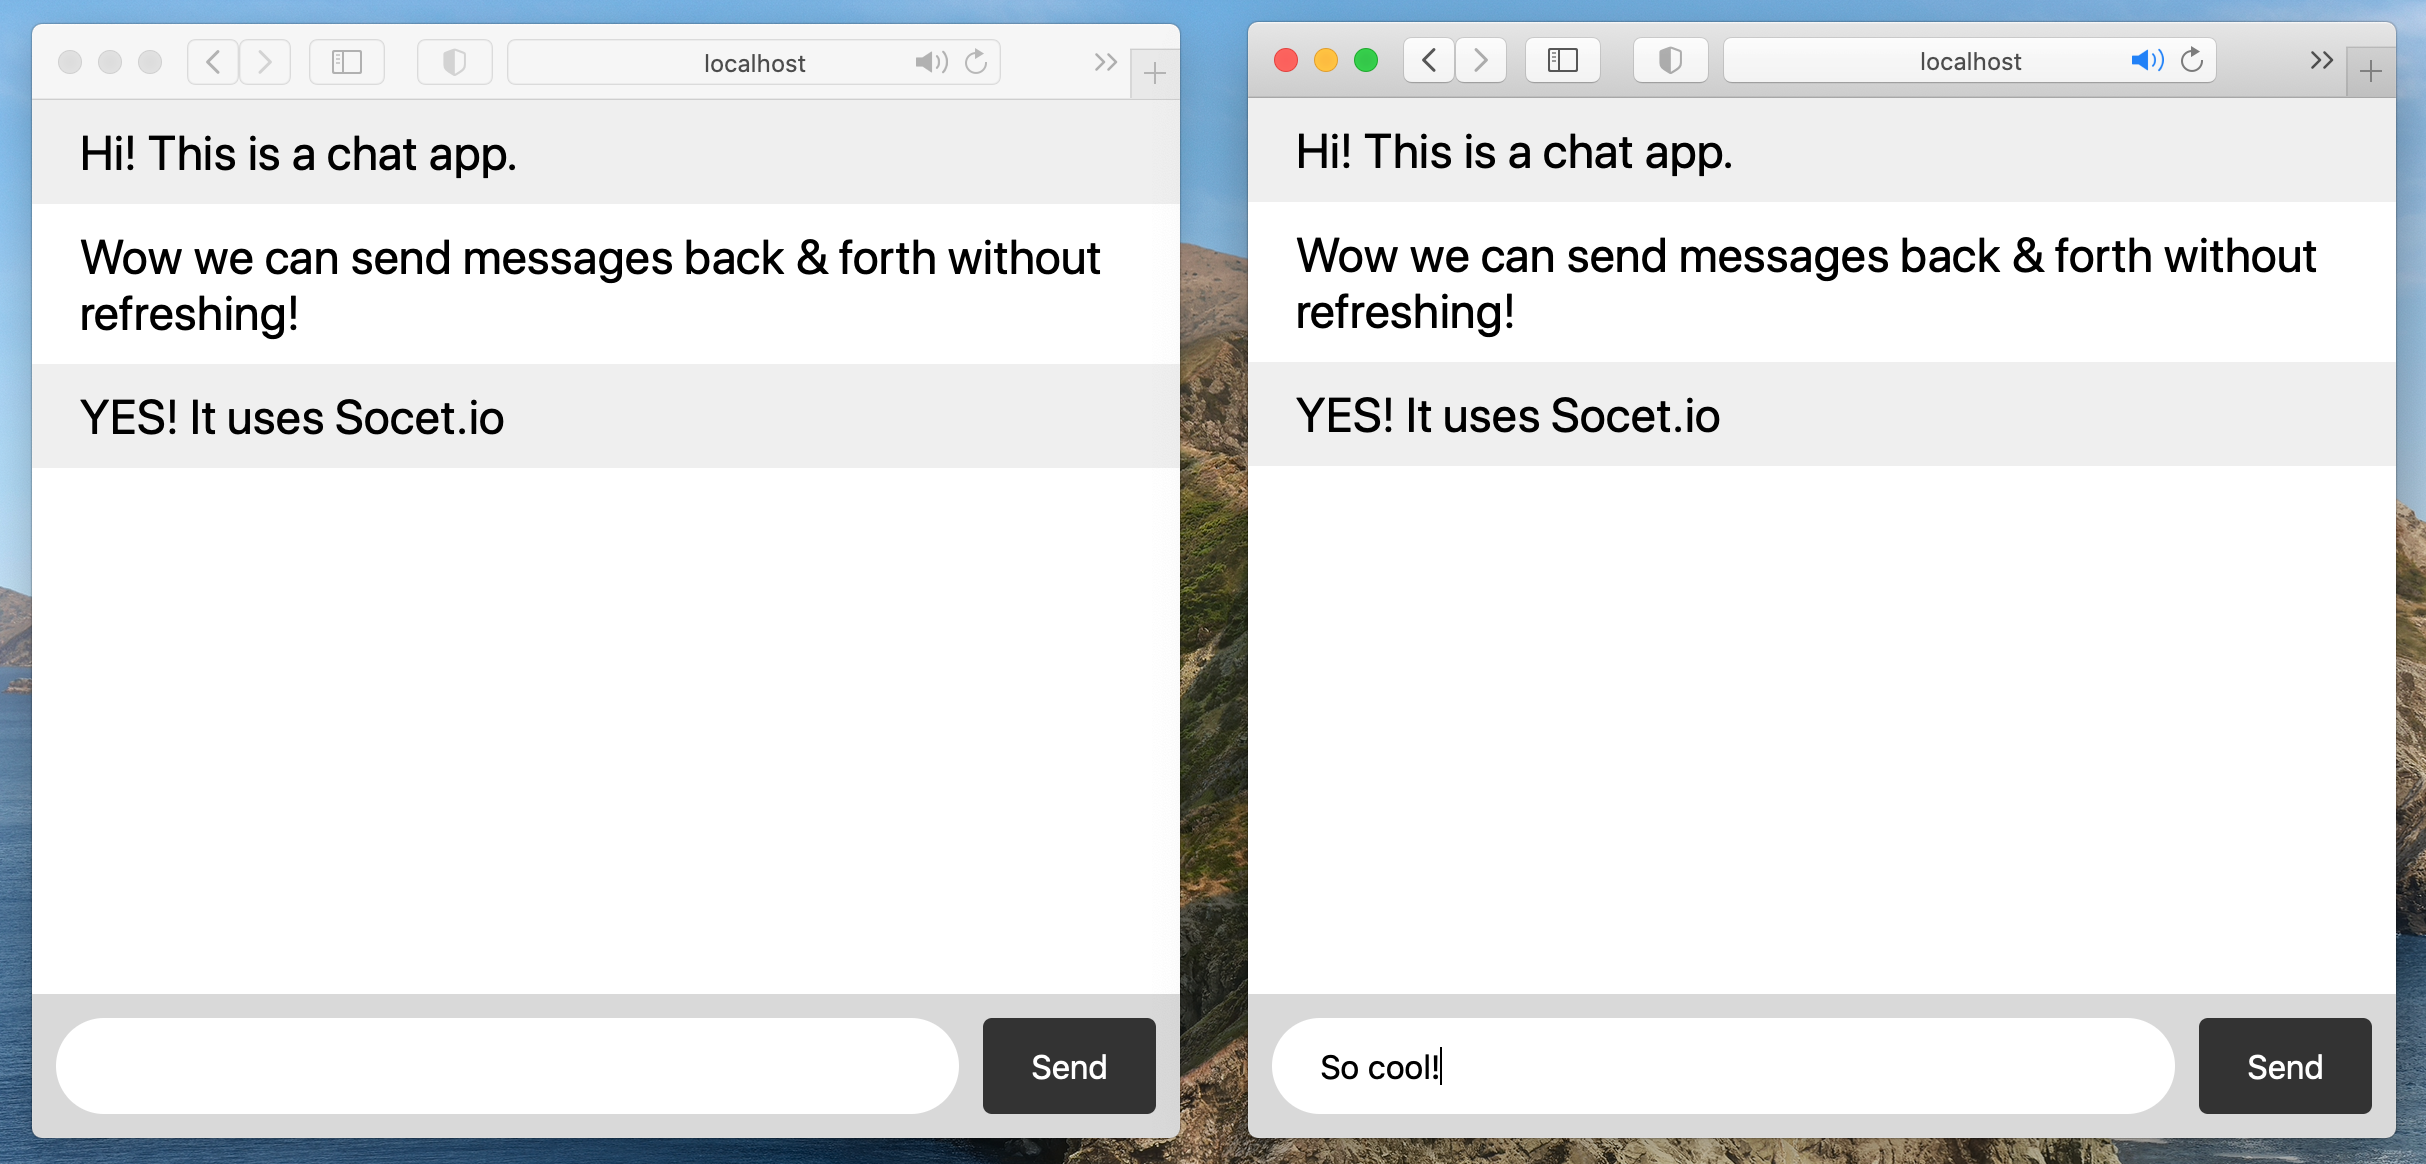 localhost
Hi! This is a chat app.
Wow we can send messages back & forth without
refreshing!
YES! It uses Socet.io
Send
localhost
Hi! This is a chat app.
Wow we can send messages back & forth without
refreshing!
YES! It uses Socet.io
So cool!
Send